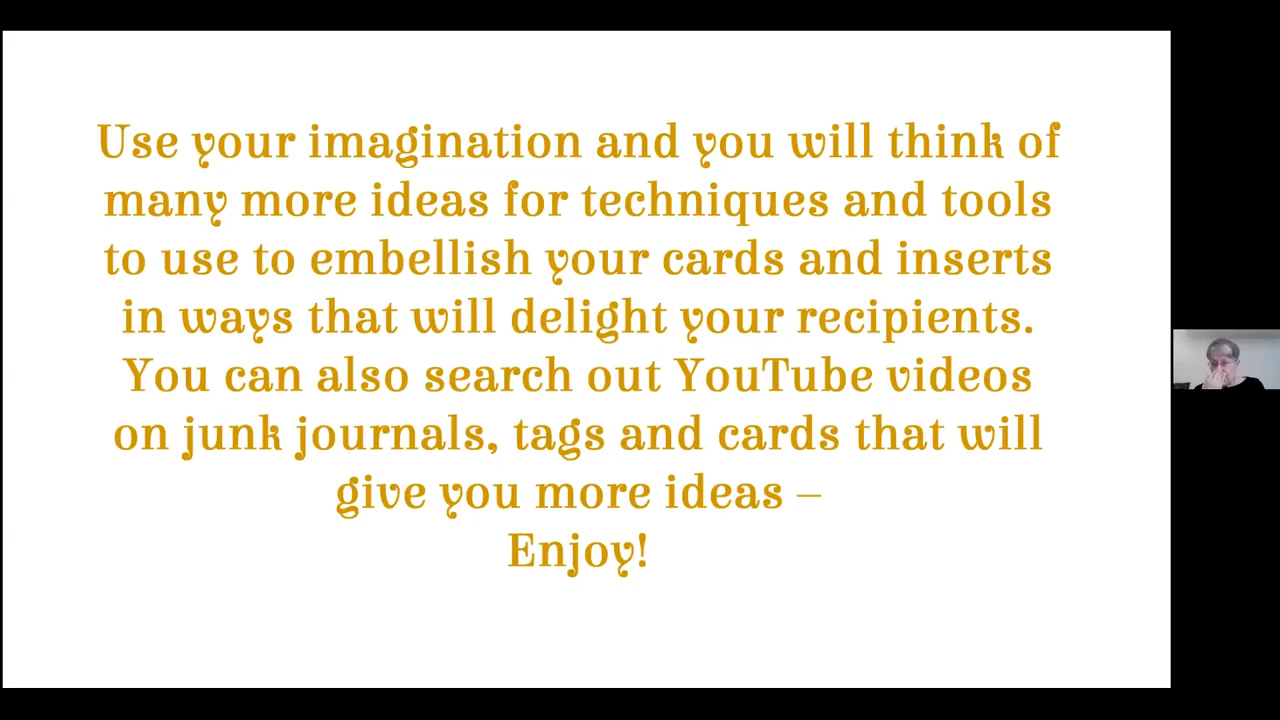 Use your imagination and you will think of
many more ideas for techniques and tools
to use to embellish your cards and inserts
in ways that will delight your recipients.
You can also search out YouTube videos
on junk journals, tags and cards that will
give you more ideas –
Enjoy!